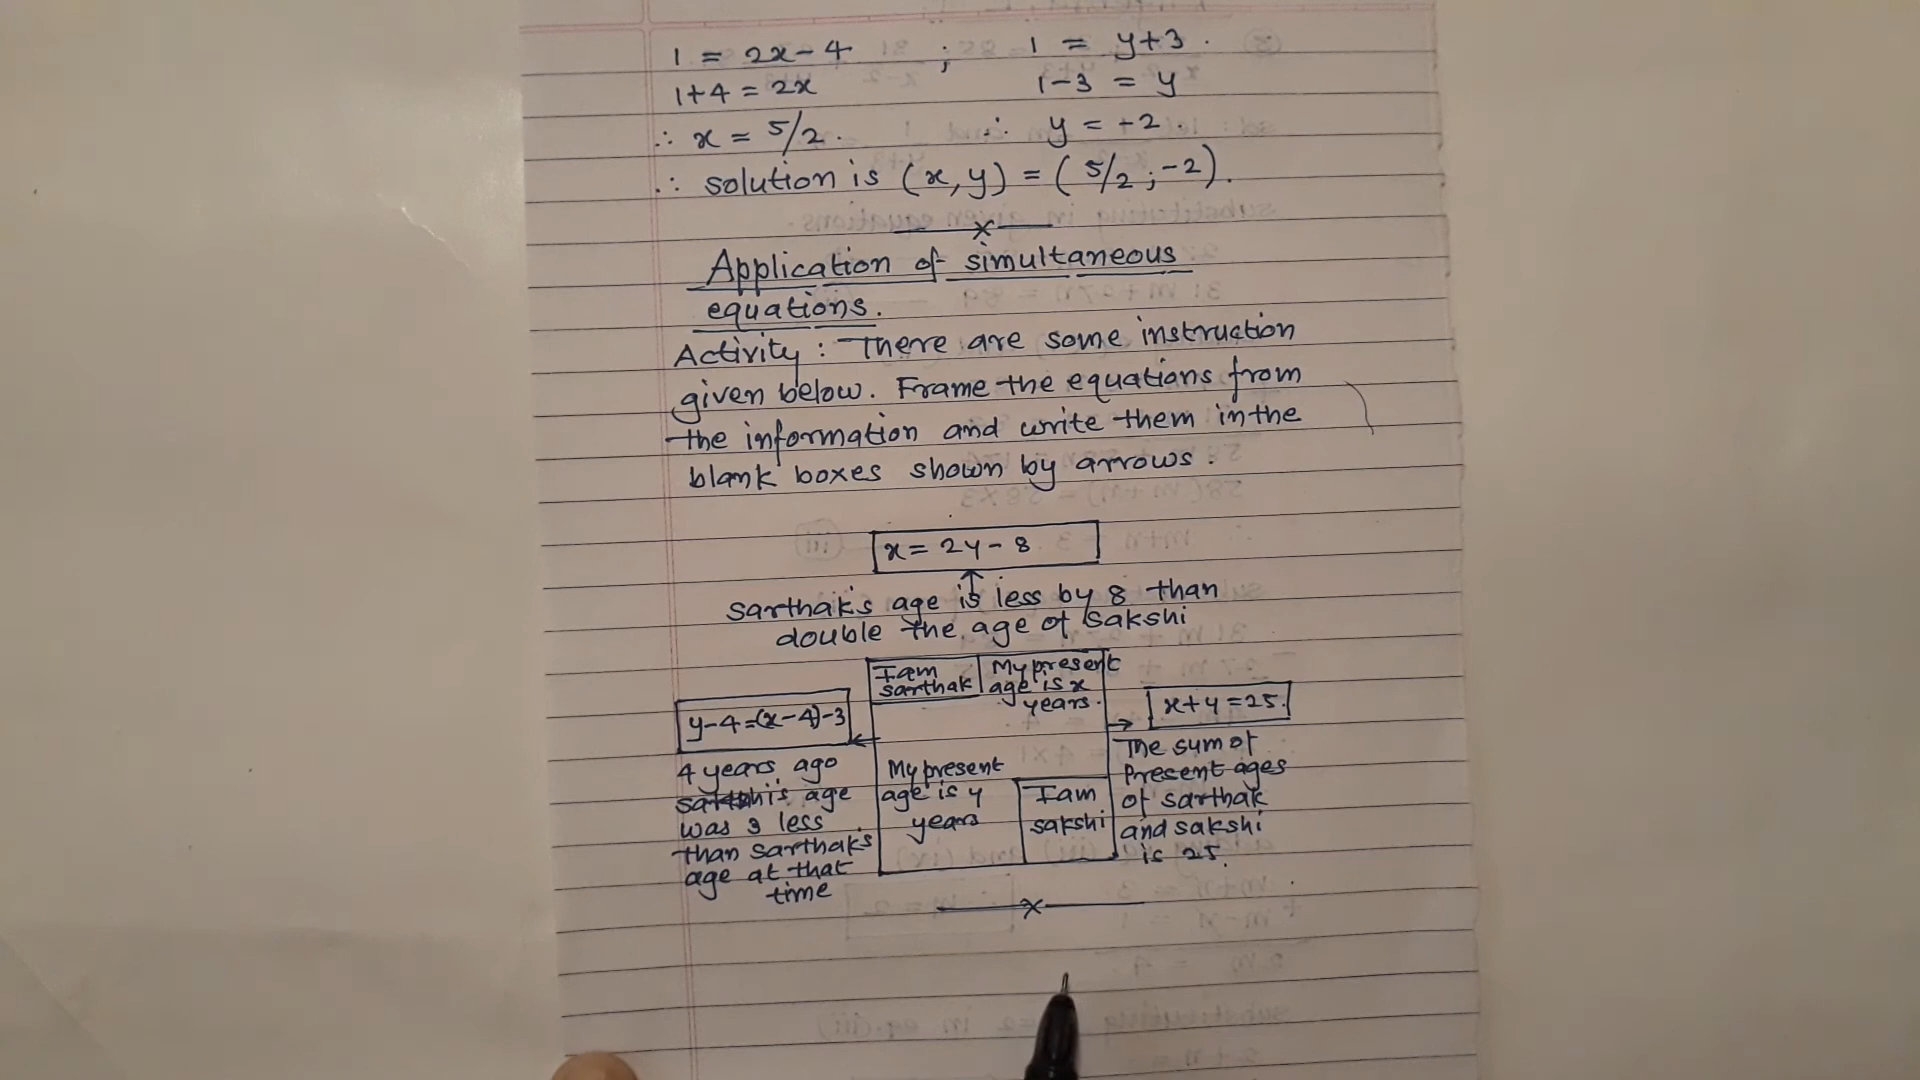 1 = 2x - 4 ; 1 = y+3.
1+4 = 2x 1-3 = y
∴ x = 5/2. ∴ y = -2.
∴ solution is (x, y) = (5/2, -2).
x
Application of simultaneous
equations.
Activity: There are some instruction
given below. Frame the equations from
the information and write them in the
blank boxes shown by arrows.
x = 2y - 8
sarthak's age is less by 8 than
double the age of sakshi
I am
sarthak
My present
age is x
years.
y-4=(x-4)-3
x+y=25.
4 years ago
age
was 3 less
than sarthak's
age at that
time
My present
age is y
years
I am
sakshi
The sum of
Present ages
of sarthak
and sakshi
is 25.
x